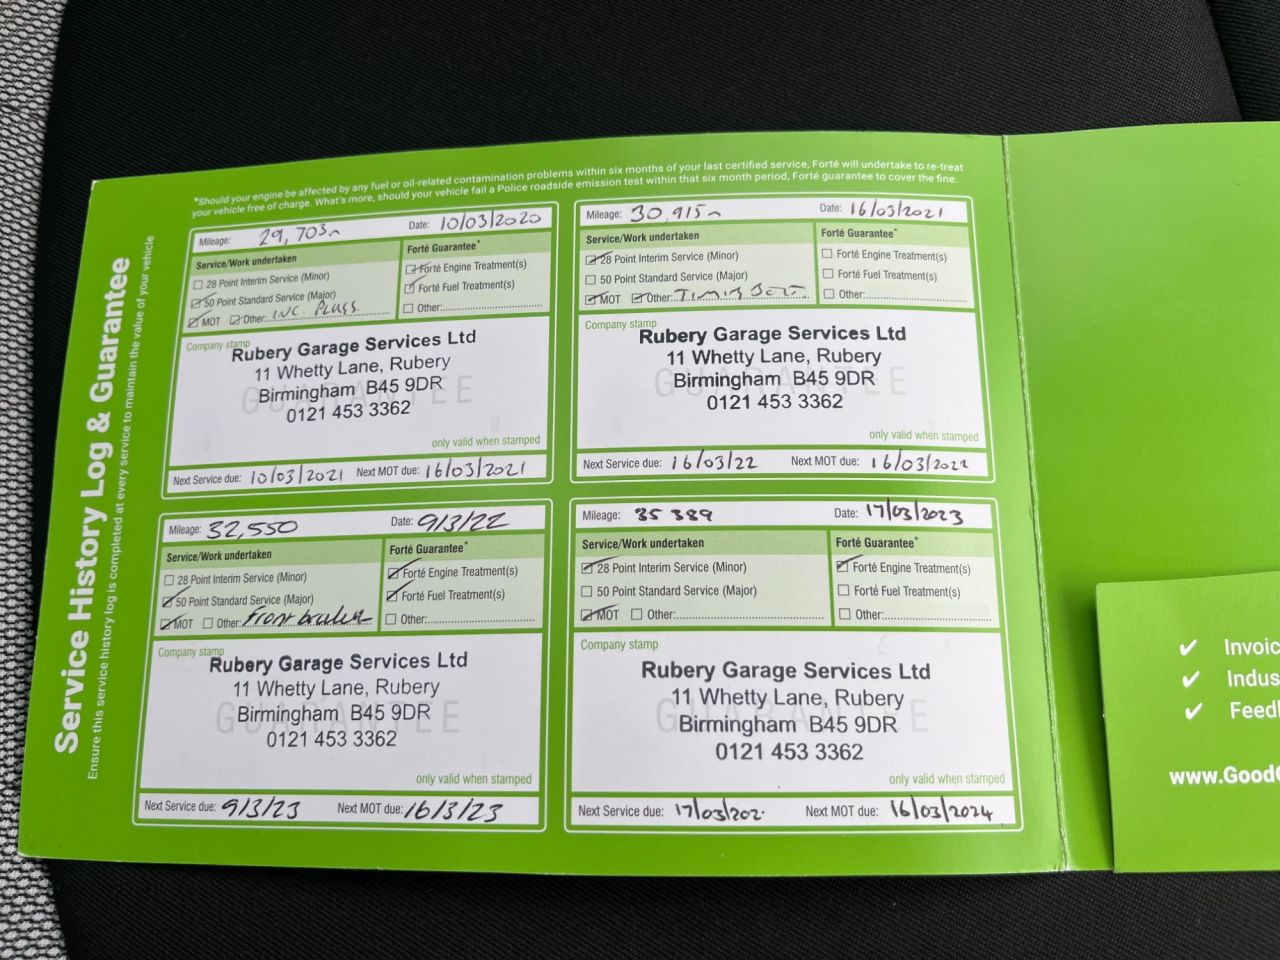 Service History Log & Guarantee
Ensure this service history log is completed at every service to maintain the value of your vehicle
*Should your engine be affected by any fuel or oil-related contamination problems within six months of your last certified service, Forté will undertake to re-treat
your vehicle free of charge. What's more, should your vehicle fail a Police roadside emission test within that six month period, Forté guarantee to cover the fine.
Mileage: 29,703m Date: 10/03/2020
Service/Work undertaken Forté Guarantee*
28 Point Interim Service (Minor) Forté Engine Treatment(s)
50 Point Standard Service (Major) Forté Fuel Treatment(s)
MOT Other: INC. Plugs Other:
Company stamp
Rubery Garage Services Ltd
11 Whetty Lane, Rubery
Birmingham B45 9DR
GUARANTEE
0121 453 3362
only valid when stamped
Next Service due: 10/03/2021 Next MOT due: 16/03/2021
Mileage: 30,915m Date: 16/03/2021
Service/Work undertaken Forté Guarantee*
28 Point Interim Service (Minor) Forté Engine Treatment(s)
50 Point Standard Service (Major) Forté Fuel Treatment(s)
MOT Other: Timing Belt Other:
Company stamp
Rubery Garage Services Ltd
11 Whetty Lane, Rubery
Birmingham B45 9DR
GUARANTEE
0121 453 3362
only valid when stamped
Next Service due: 16/03/22 Next MOT due: 16/03/2022
Mileage: 32,550 Date: 9/3/22
Service/Work undertaken Forté Guarantee*
28 Point Interim Service (Minor) Forté Engine Treatment(s)
50 Point Standard Service (Major) Forté Fuel Treatment(s)
MOT Other: Front brakes Other:
Company stamp
Rubery Garage Services Ltd
11 Whetty Lane, Rubery
Birmingham B45 9DR
GUARANTEE
0121 453 3362
only valid when stamped
Next Service due: 9/3/23 Next MOT due: 16/3/23
Mileage: 35 389 Date: 17/03/2023
Service/Work undertaken Forté Guarantee*
28 Point Interim Service (Minor) Forté Engine Treatment(s)
50 Point Standard Service (Major) Forté Fuel Treatment(s)
MOT Other: Other:
Company stamp
Rubery Garage Services Ltd
11 Whetty Lane, Rubery
Birmingham B45 9DR
GUARANTEE
0121 453 3362
only valid when stamped
Next Service due: 17/03/202 Next MOT due: 16/03/2024
✔ Invoic
✔ Indus
✔ Feed
www.Good